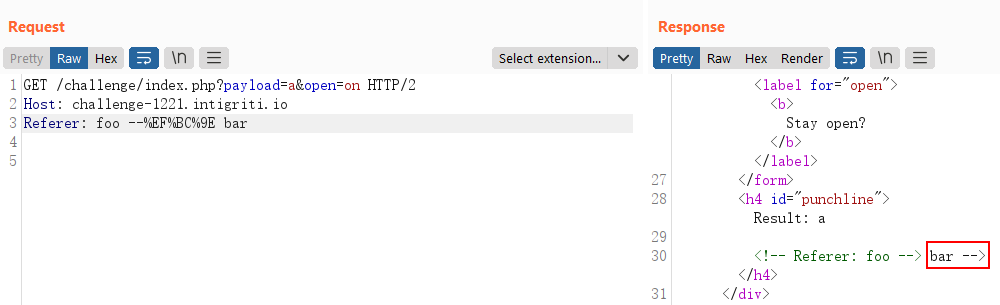 Request
Pretty Raw Hex \n Select extension...
1 GET /challenge/index.php?payload=a&open=on HTTP/2
2 Host: challenge-1221.intigriti.io
3 Referer: foo --%EF%BC%9E bar
4
5
Response
Pretty Raw Hex Render \n
<label for="open">
<b>
Stay open?
</b>
</label>
27 </form>
28 <h4 id="punchline">
Result: a
29
30 <!-- Referer: foo --> bar -->
</h4>
31 </div>